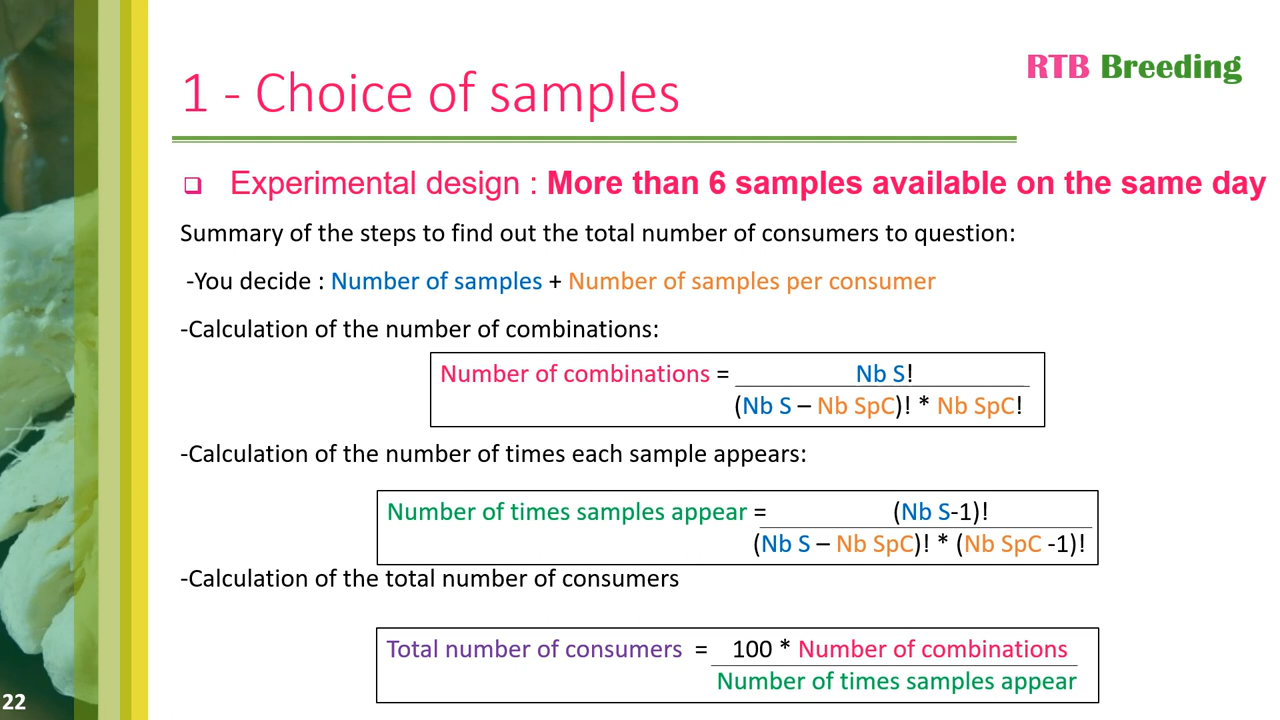 RTB Breeding
1 - Choice of samples
❑ Experimental design : More than 6 samples available on the same day
Summary of the steps to find out the total number of consumers to question:
-You decide : Number of samples + Number of samples per consumer
-Calculation of the number of combinations:
Number of combinations = Nb S!
(Nb S – Nb SpC)! * Nb SpC!
-Calculation of the number of times each sample appears:
Number of times samples appear = (Nb S-1)!
(Nb S – Nb SpC)! * (Nb SpC -1)!
-Calculation of the total number of consumers
Total number of consumers = 100 * Number of combinations
Number of times samples appear
22